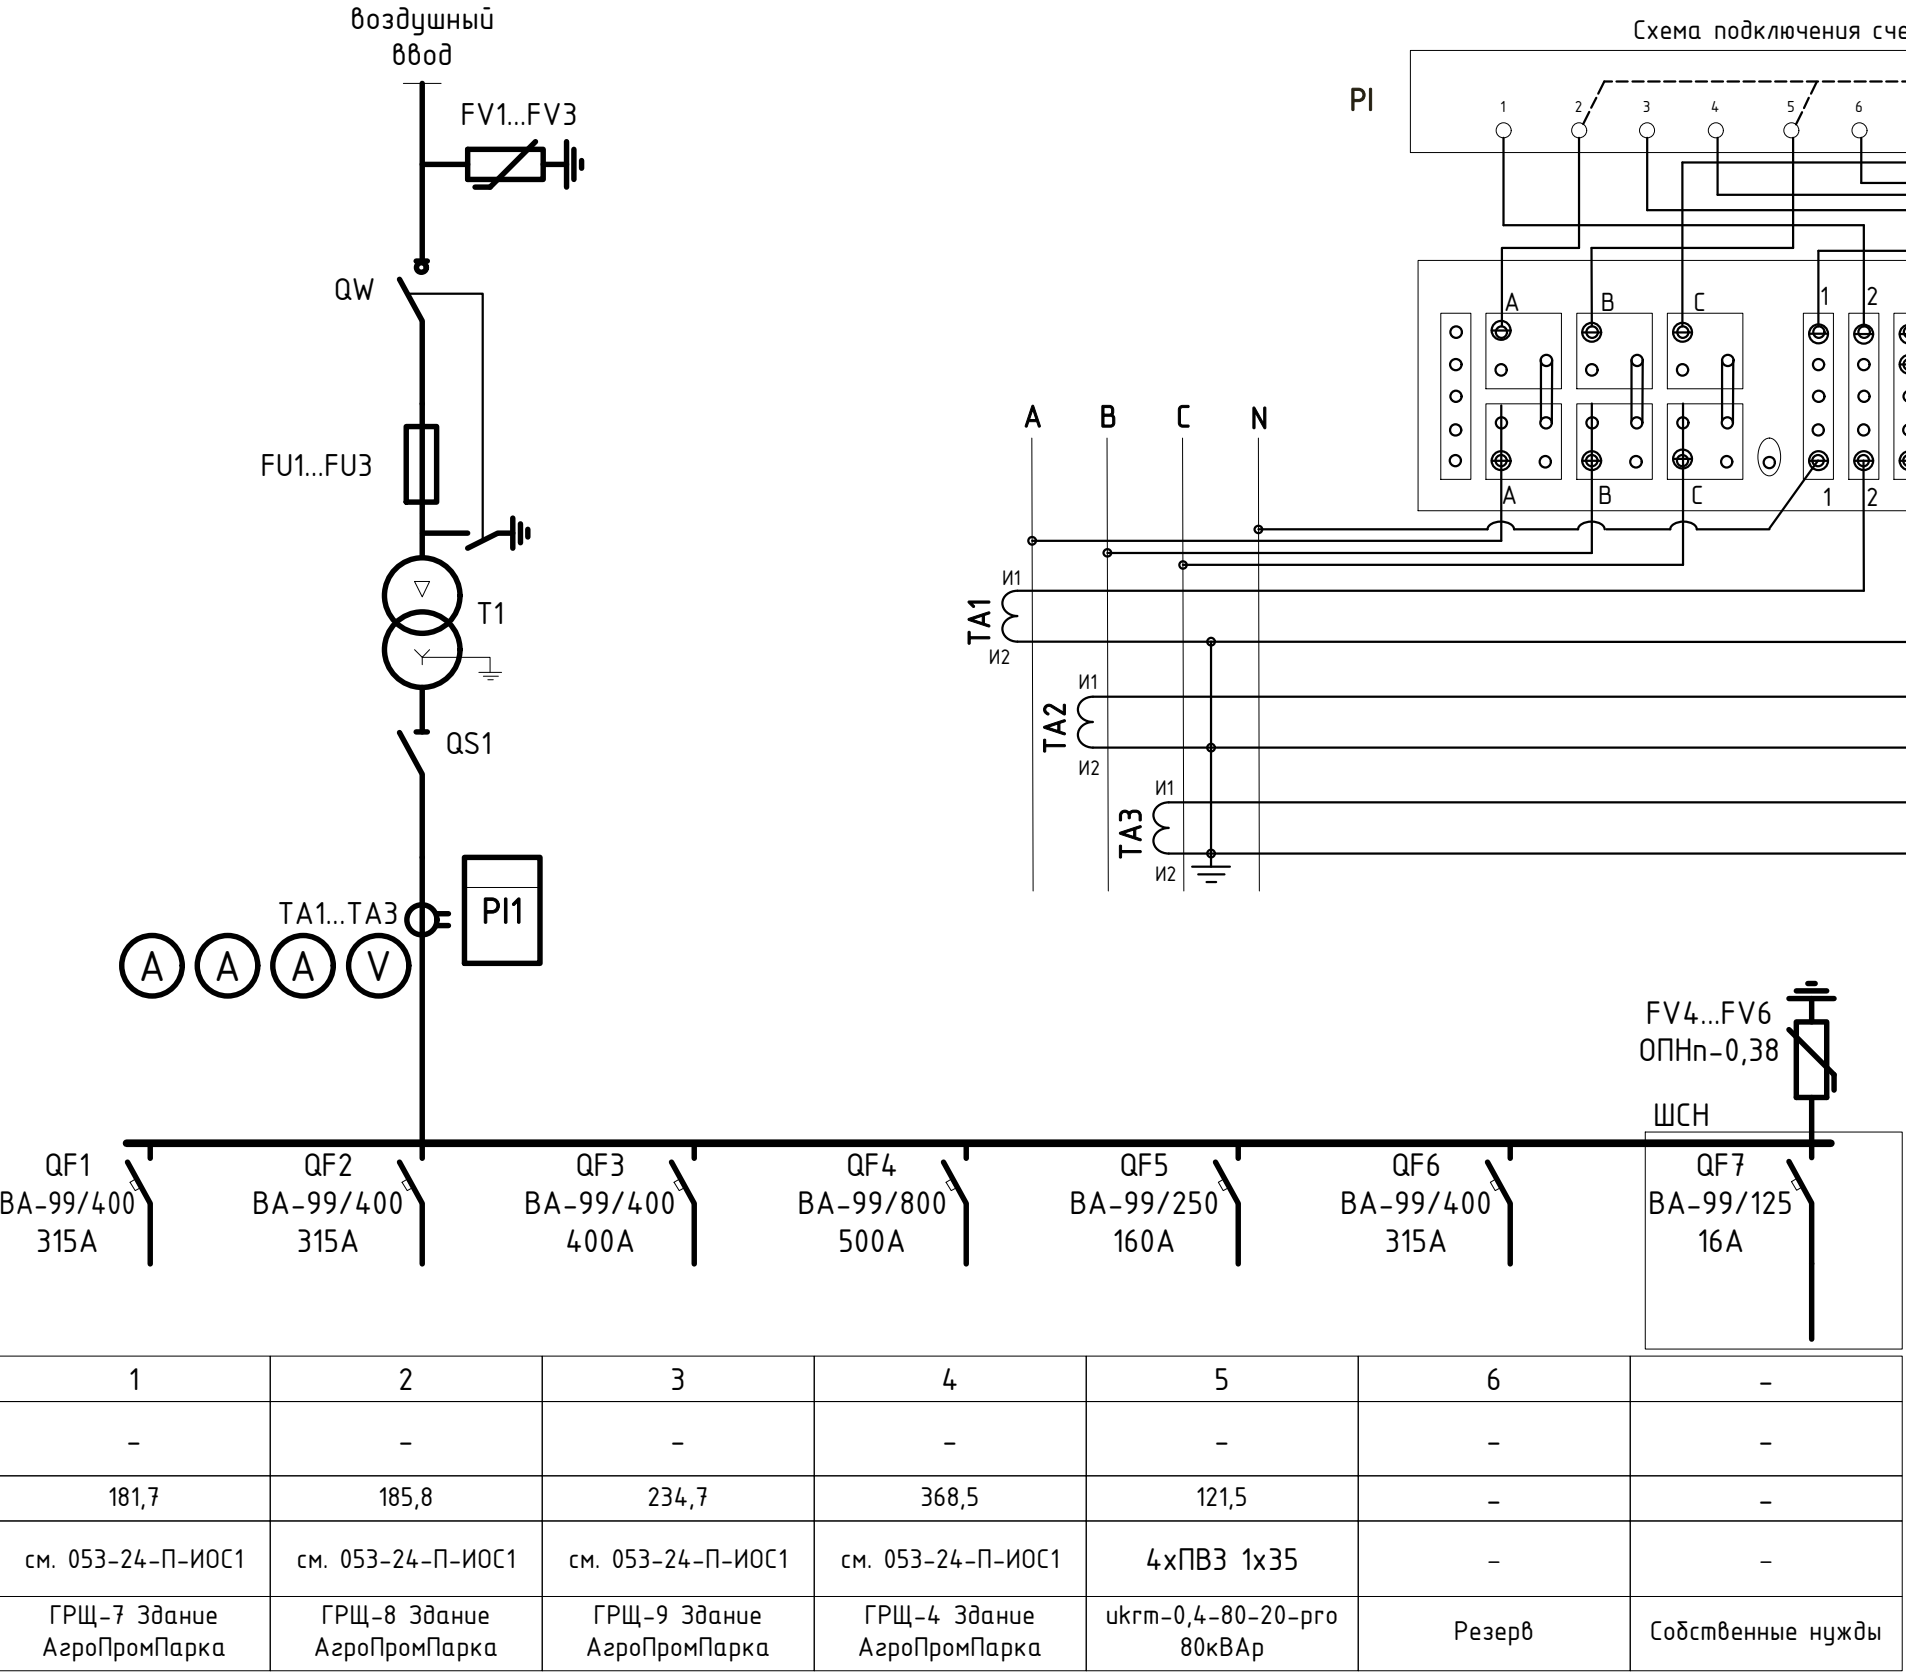 воздушный
ввод
FV1...FV3
QW
FU1...FU3
T1
QS1
TA1...TA3
PI1
A A A V
Схема подключения сче
PI
1 2 3 4 5 6
A B C 1 2
A B C N
A B C 1 2
И1
TA1
И2
И1
TA2
И2
И1
TA3
И2
FV4...FV6
ОПНп-0,38
ШСН
QF1 QF2 QF3 QF4 QF5 QF6 QF7
ВА-99/400 ВА-99/400 ВА-99/400 ВА-99/800 ВА-99/250 ВА-99/400 ВА-99/125
315А 315А 400А 500А 160А 315А 16А
1 2 3 4 5 6 -
- - - - - - -
181,7 185,8 234,7 368,5 121,5 - -
см. 053-24-П-ИОС1 см. 053-24-П-ИОС1 см. 053-24-П-ИОС1 см. 053-24-П-ИОС1 4хПВ3 1х35 - -
ГРЩ-7 Здание ГРЩ-8 Здание ГРЩ-9 Здание ГРЩ-4 Здание ukrm-0,4-80-20-pro Резерв Собственные нужды
АгроПромПарка АгроПромПарка АгроПромПарка АгроПромПарка 80кВАр